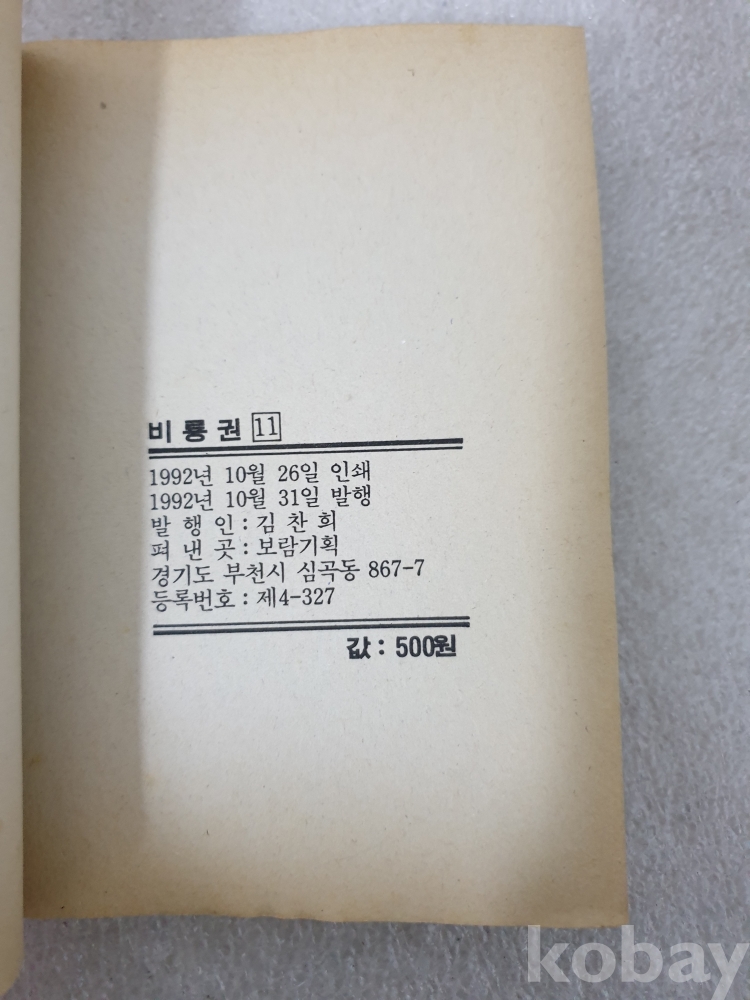 비룡권 11
1992년 10월 26일 인쇄
1992년 10월 31일 발행
발 행 인 : 김 찬 희
펴 낸 곳 : 보람기획
경기도 부천시 심곡동 867-7
등록번호 : 제4-327
값 : 500원
kobay